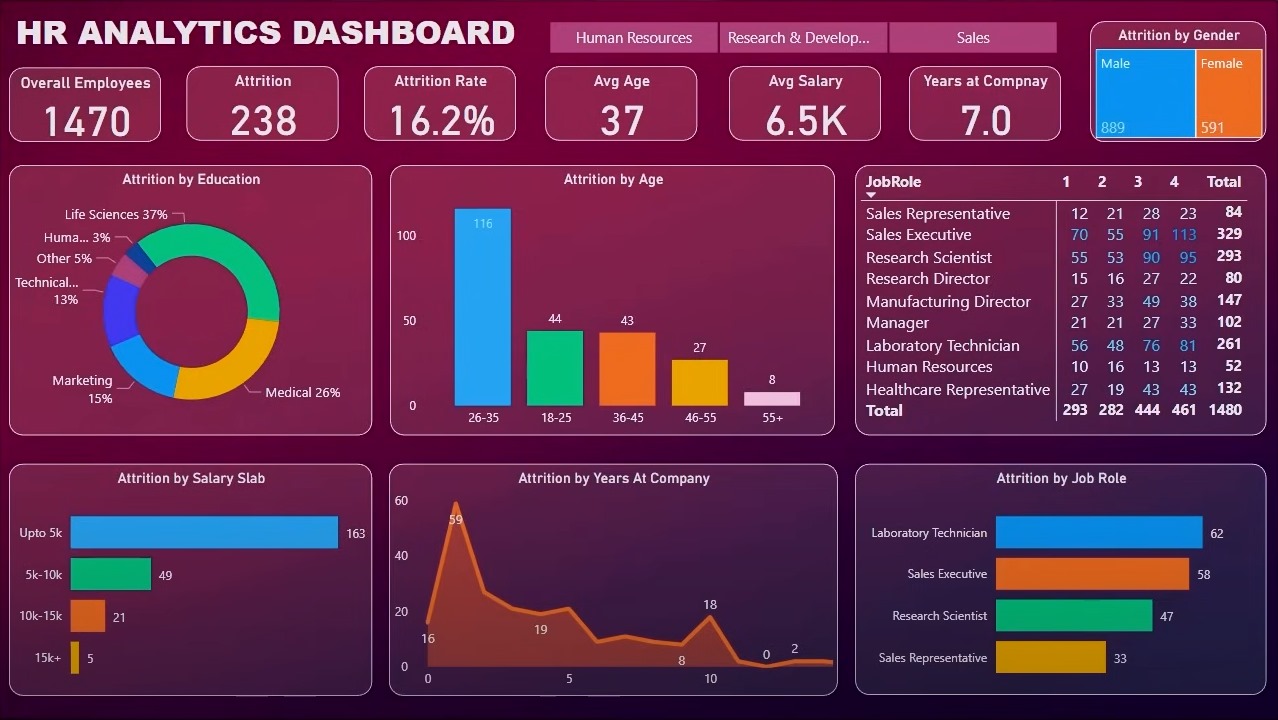 HR ANALYTICS DASHBOARD
Human Resources
Research & Develop...
Sales
Overall Employees
1470
Attrition
238
Attrition Rate
16.2%
Avg Age
37
Avg Salary
6.5K
Years at Compnay
7.0
Attrition by Gender
Male
Female
889
591
Attrition by Education
Life Sciences 37%
Huma... 3%
Other 5%
Technical...
13%
Marketing
15%
Medical 26%
Attrition by Age
100
50
0
116
44
43
27
8
26-35
18-25
36-45
46-55
55+
JobRole 1 2 3 4 Total
Sales Representative 12 21 28 23 84
Sales Executive 70 55 91 113 329
Research Scientist 55 53 90 95 293
Research Director 15 16 27 22 80
Manufacturing Director 27 33 49 38 147
Manager 21 21 27 33 102
Laboratory Technician 56 48 76 81 261
Human Resources 10 16 13 13 52
Healthcare Representative 27 19 43 43 132
Total 293 282 444 461 1480
Attrition by Salary Slab
Upto 5k 163
5k-10k 49
10k-15k 21
15k+ 5
Attrition by Years At Company
60
40
20
0
16
59
19
8
18
0
2
0
5
10
Attrition by Job Role
Laboratory Technician 62
Sales Executive 58
Research Scientist 47
Sales Representative 33